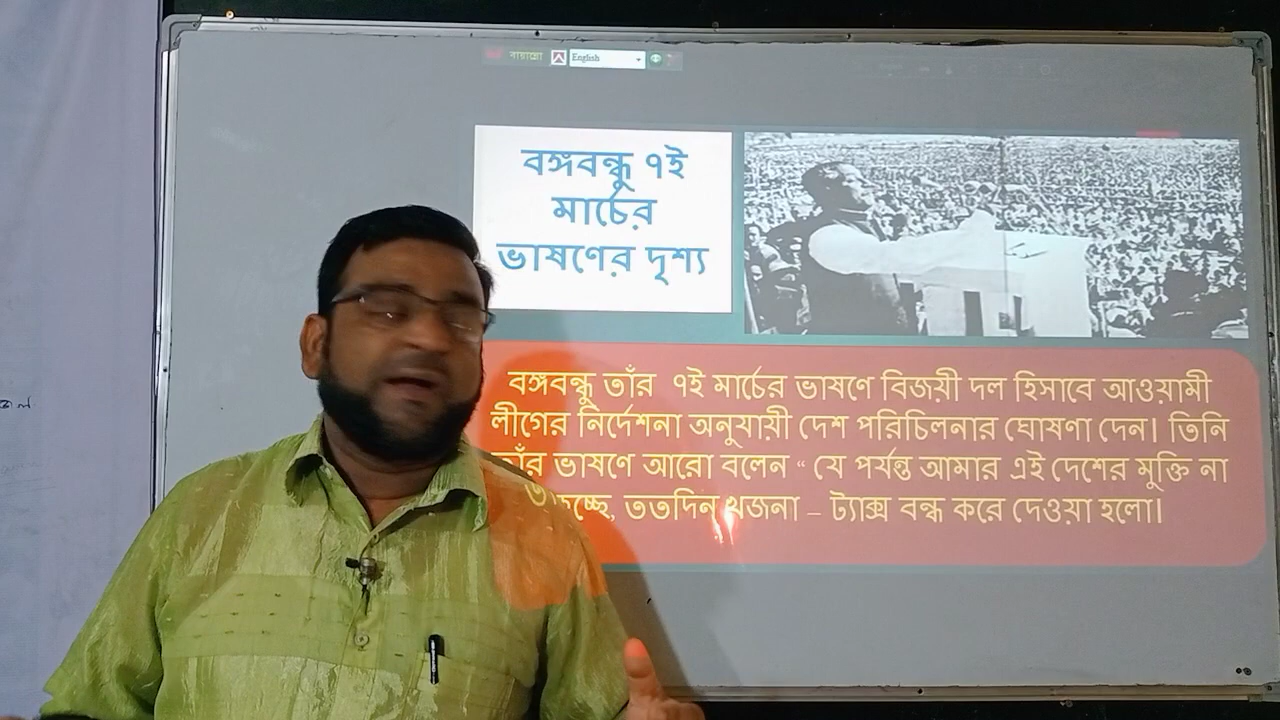 English
বঙ্গবন্ধু ৭ই
মার্চের
ভাষণের দৃশ্য
বঙ্গবন্ধু তাঁর ৭ই মার্চের ভাষণে বিজয়ী দল হিসাবে আওয়ামী
লীগের নির্দেশনা অনুযায়ী দেশ পরিচিলনার ঘোষণা দেন। তিনি
তাঁর ভাষণে আরো বলেন “ যে পর্যন্ত আমার এই দেশের মুক্তি না
ততদিন খজনা – ট্যাক্স বন্ধ করে দেওয়া হলো।